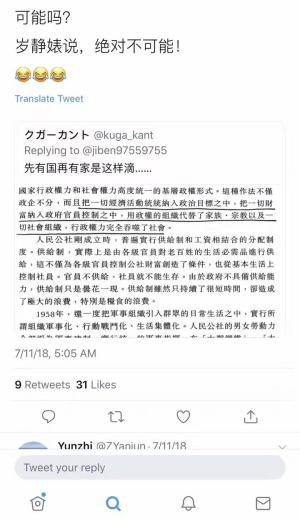 可能吗?
岁静婊说，绝对不可能！
😂😂😂
Translate Tweet
クガーカント @kuga_kant
Replying to @jiben97559755
先有国再有家是这样滴......
國家行政權力和社會權力高度統一的基層政權形式。這種作法不僅
政企不分，而且把一切經濟活動統統納入政治目標之中，把一切財
富納入政府官員控制之中，用政權的組織代替了家族、宗教以及一
切社會組織，行政權力完全吞噬了社會。
人民公社剛成立時，普遍實行供給制和工資相結合的分配制
度。供給制，實際上是由各級官員對老百姓的生活必需品進行供
給，這不僅為各級官員控制公社財富創造了條件，也從基本生活上
控制社員。官員不供給，社員就不能生存。由於政府不具備供給能
力，供給制只是曇花一現。供給制雖然只持續了很短時間，卻造成
了極大的浪費，特別是糧食的浪費。
1958年，還一度把軍事組織引入群眾的日常生活之中，實行所
謂組織軍事化、行動戰鬥化、生活集體化。人民公社的男女勞動力
7/11/18, 5:05 AM
9 Retweets 31 Likes
Yunzhi @ZYanjun · 7/11/18
Tweet your reply